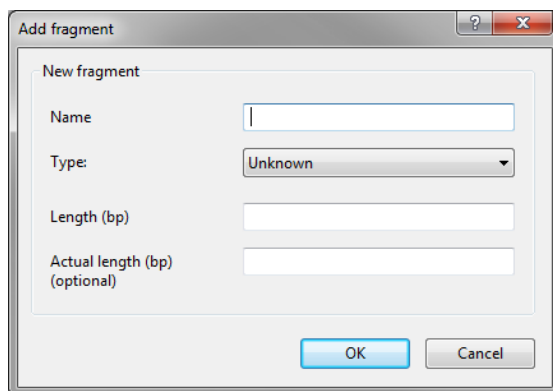 Add fragment
?
New fragment
Name
Type:
Unknown
Length (bp)
Actual length (bp)
(optional)
OK
Cancel